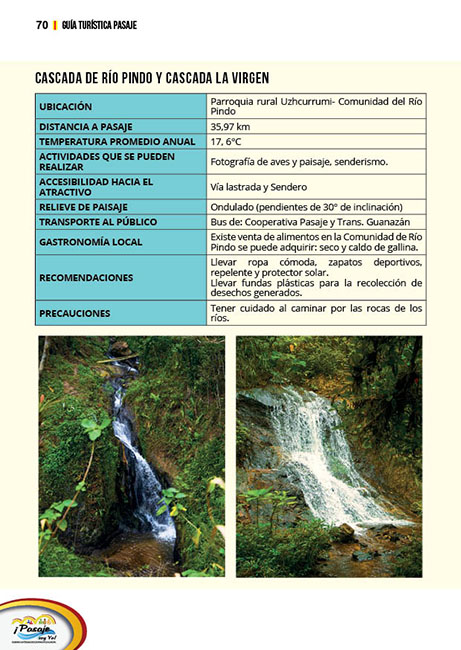 70 | GUÍA TURÍSTICA PASAJE
CASCADA DE RÍO PINDO Y CASCADA LA VIRGEN
UBICACIÓN
Parroquia rural Uzhcurrumi- Comunidad del Río
Pindo
DISTANCIA A PASAJE
35,97 km
TEMPERATURA PROMEDIO ANUAL
17, 6°C
ACTIVIDADES QUE SE PUEDEN
REALIZAR
Fotografía de aves y paisaje, senderismo.
ACCESIBILIDAD HACIA EL
ATRACTIVO
Vía lastrada y Sendero
RELIEVE DE PAISAJE
Ondulado (pendientes de 30° de inclinación)
TRANSPORTE AL PÚBLICO
Bus de: Cooperativa Pasaje y Trans. Guanazán
GASTRONOMÍA LOCAL
Existe venta de alimentos en la Comunidad de Río
Pindo se puede adquirir: seco y caldo de gallina.
RECOMENDACIONES
Llevar ropa cómoda, zapatos deportivos,
repelente y protector solar.
Llevar fundas plásticas para la recolección de
desechos generados.
PRECAUCIONES
Tener cuidado al caminar por las rocas de los
ríos.
¡Pasaje
soy Yo!